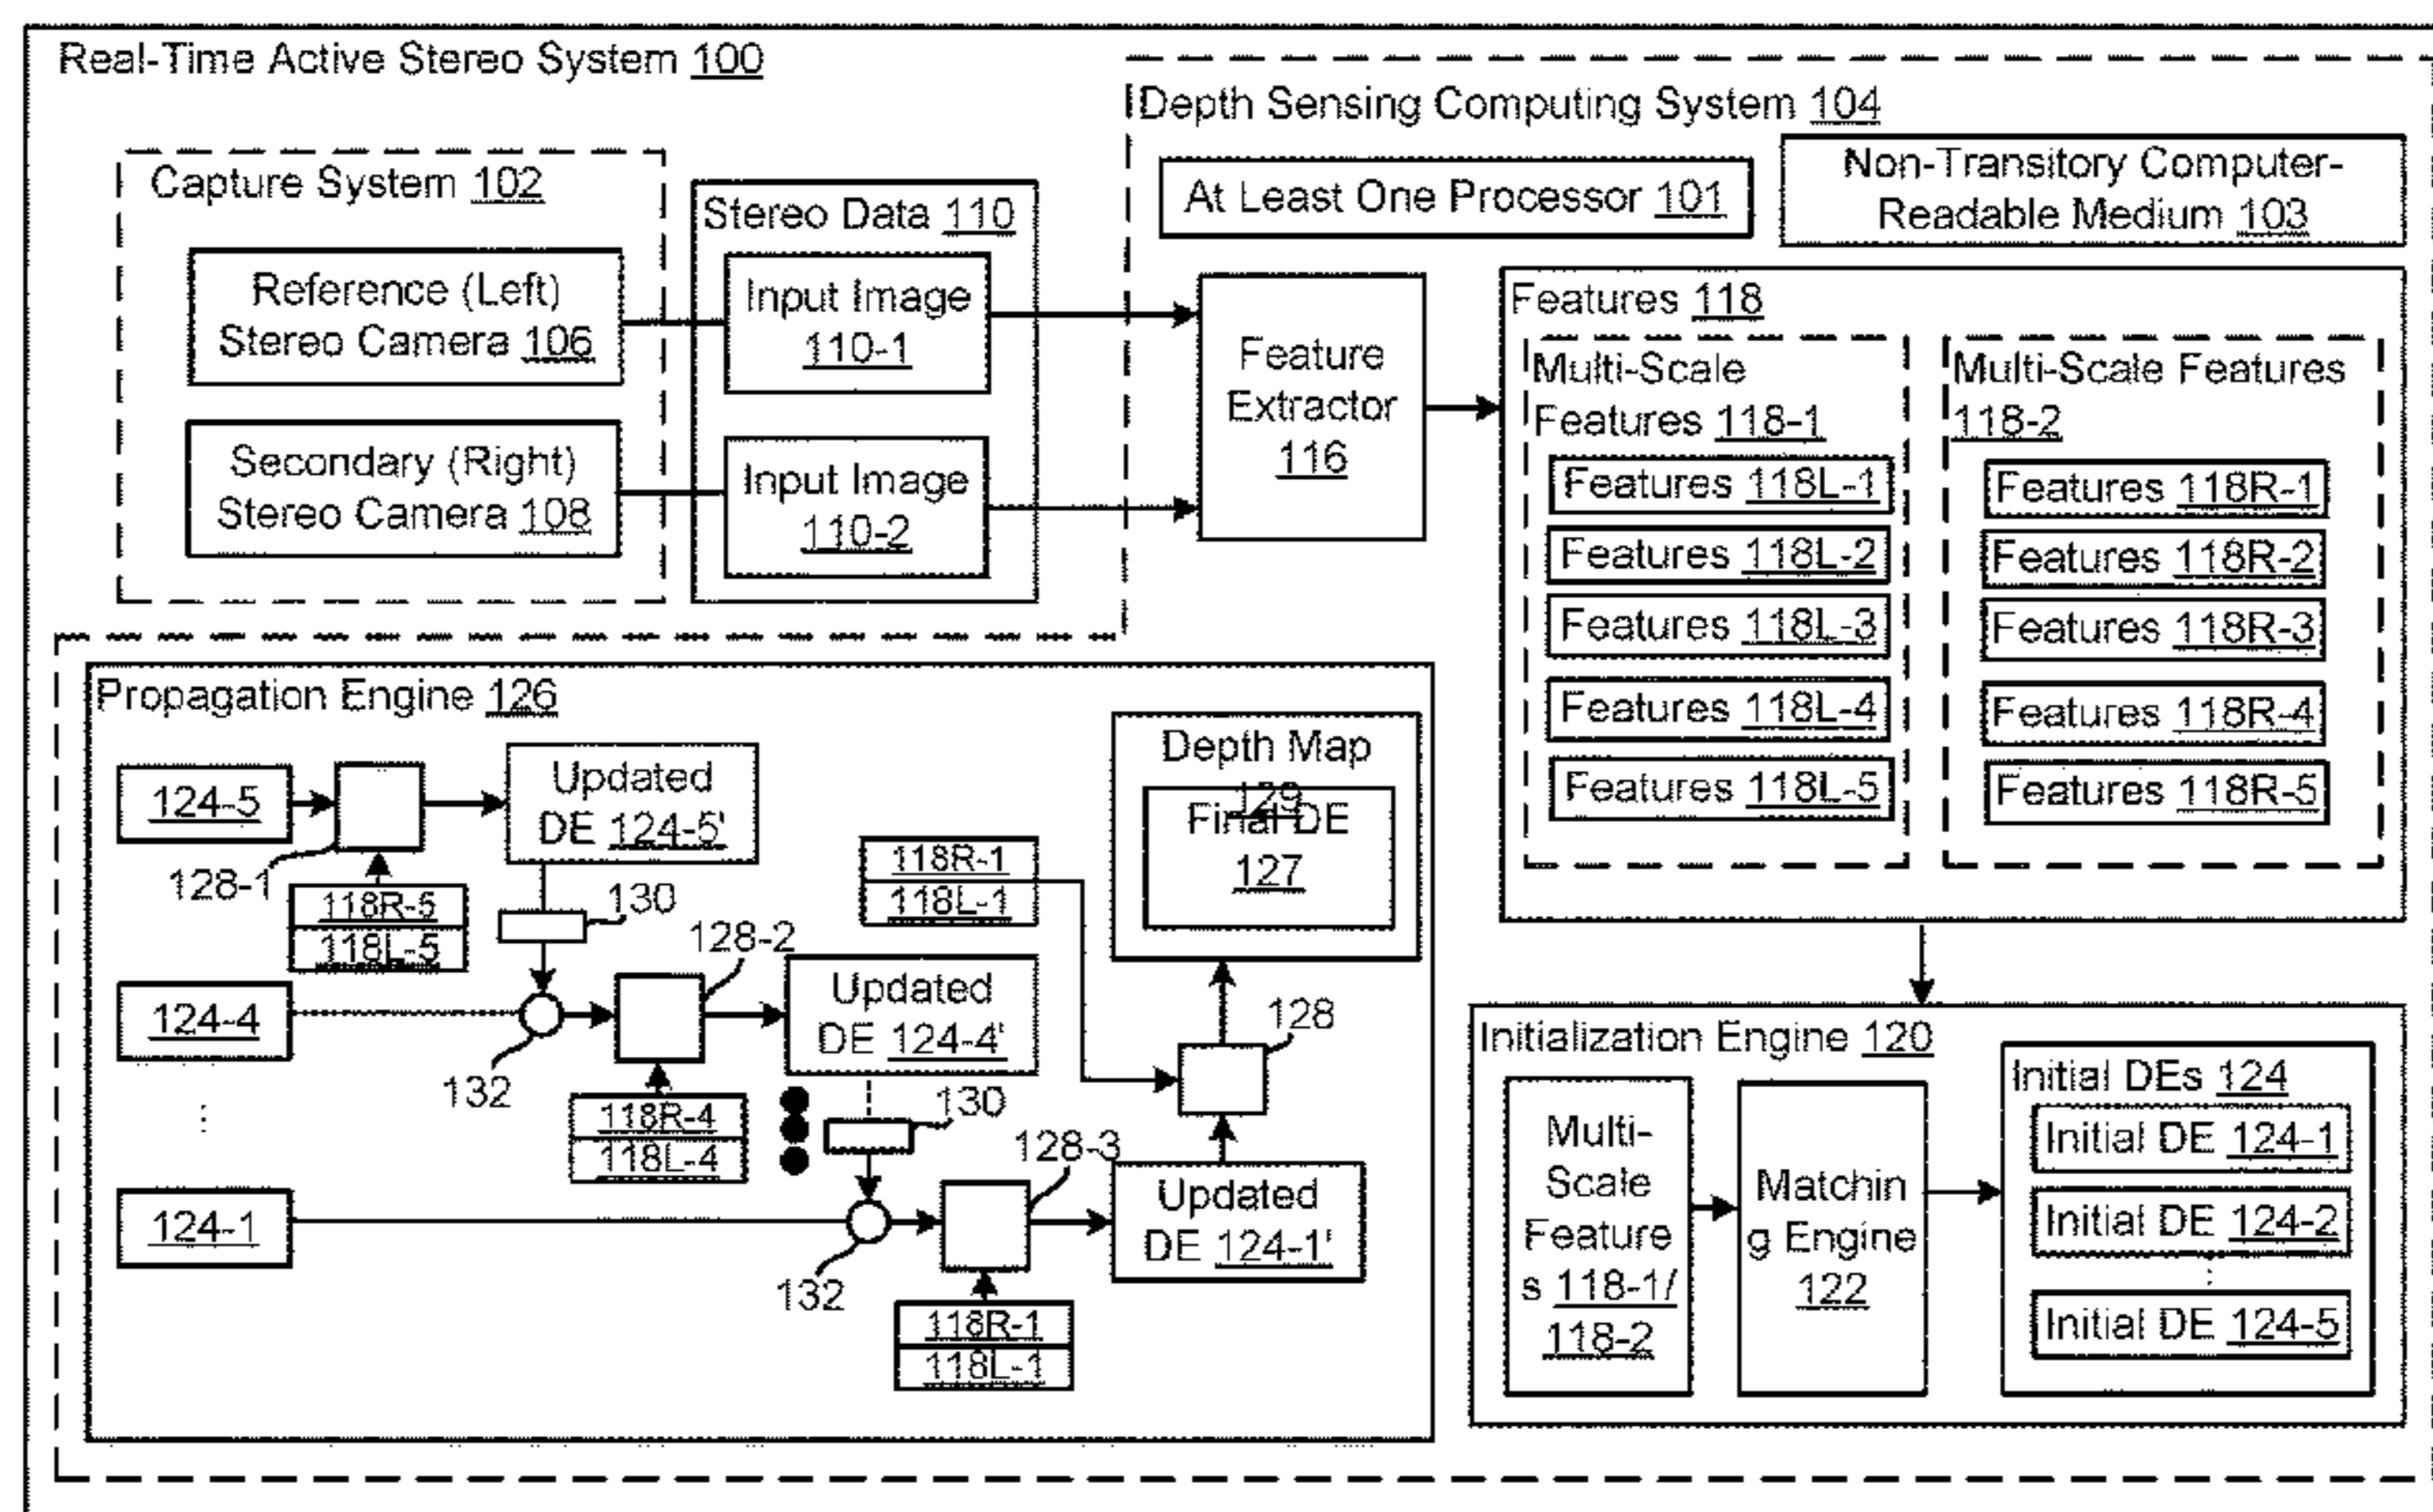 Real-Time Active Stereo System 100
Capture System 102
Reference (Left)
Stereo Camera 106
Secondary (Right)
Stereo Camera 108
Stereo Data 110
Input Image
110-1
Input Image
110-2
Depth Sensing Computing System 104
At Least One Processor 101
Non-Transitory Computer-
Readable Medium 103
Feature
Extractor
116
Features 118
Multi-Scale
Features 118-1
Features 118L-1
Features 118L-2
Features 118L-3
Features 118L-4
Features 118L-5
Multi-Scale Features
118-2
Features 118R-1
Features 118R-2
Features 118R-3
Features 118R-4
Features 118R-5
Propagation Engine 126
124-5
128-1
118R-5
118L-5
Updated
DE 124-5'
130
124-4
132
128-2
118R-4
118L-4
Updated
DE 124-4'
130
⋮
124-1
132
128-3
118R-1
118L-1
Updated
DE 124-1'
118R-1
118L-1
128
Depth Map
129
Final DE
127
Initialization Engine 120
Multi-
Scale
Feature
s 118-1/
118-2
Matchin
g Engine
122
Initial DEs 124
Initial DE 124-1
Initial DE 124-2
⋮
Initial DE 124-5